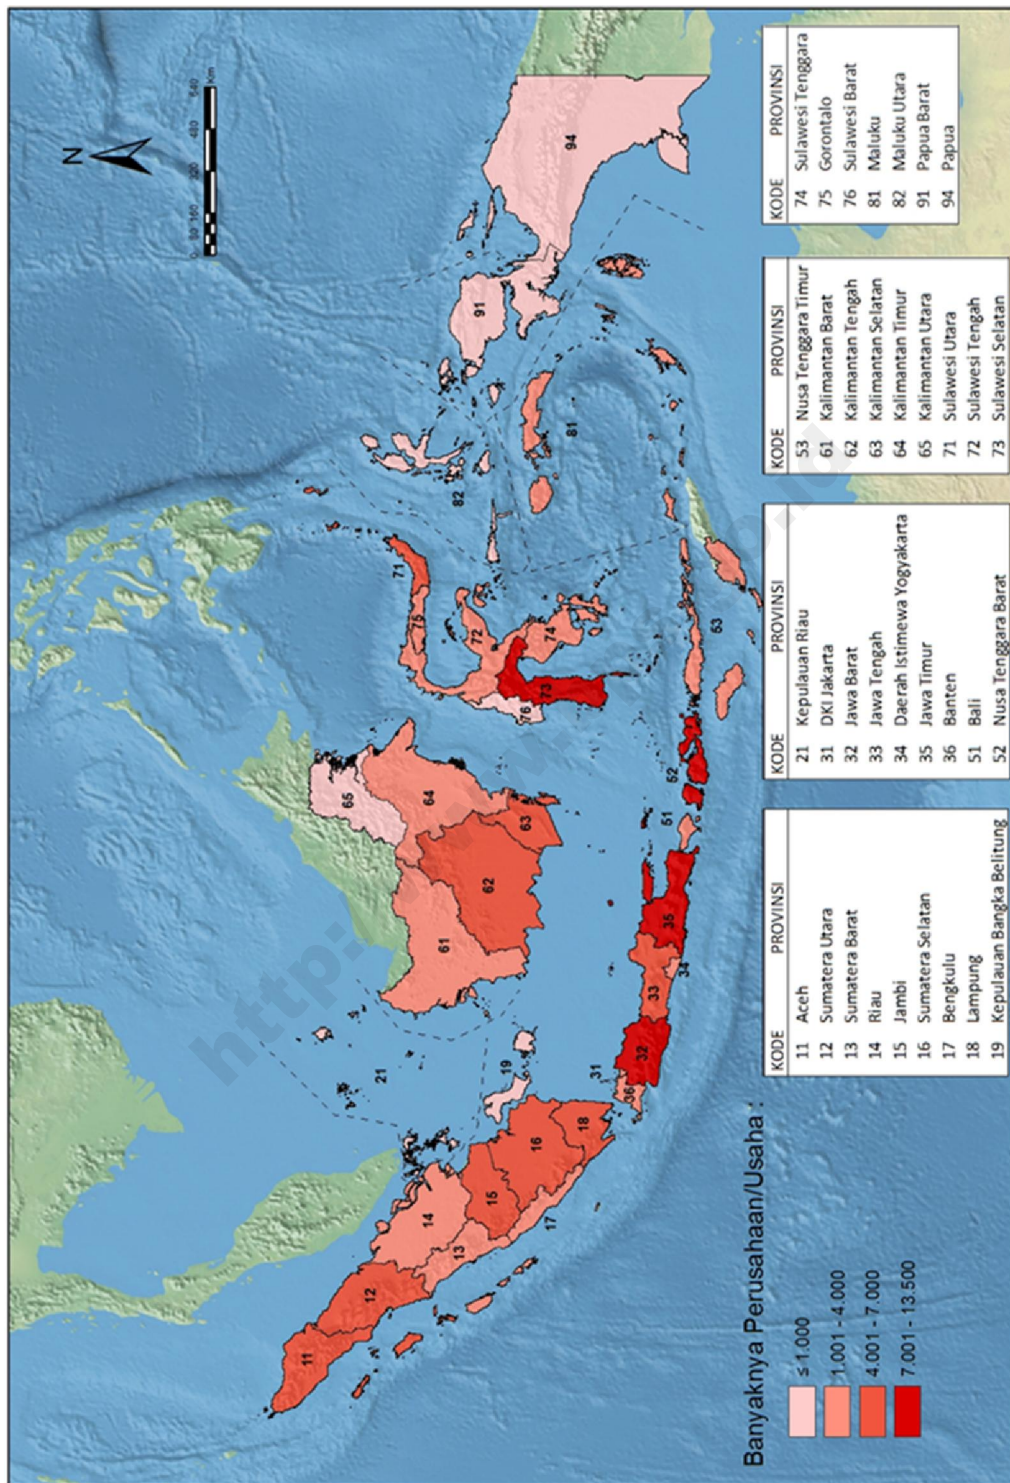 N
0 80 160 320 480 640
Km
94
91
82
81
71
75
72
74
73
76
65
64
63
62
61
21
19
52
53
51
35
34
33
32
31
36
11
12
14
13
15
16
17
18
Banyaknya Perusahaan/Usaha :
≤ 1.000
1.001 - 4.000
4.001 - 7.000
7.001 - 13.500
KODE PROVINSI
11 Aceh
12 Sumatera Utara
13 Sumatera Barat
14 Riau
15 Jambi
16 Sumatera Selatan
17 Bengkulu
18 Lampung
19 Kepulauan Bangka Belitung
KODE PROVINSI
21 Kepulauan Riau
31 DKI Jakarta
32 Jawa Barat
33 Jawa Tengah
34 Daerah Istimewa Yogyakarta
35 Jawa Timur
36 Banten
51 Bali
52 Nusa Tenggara Barat
KODE PROVINSI
53 Nusa Tenggara Timur
61 Kalimantan Barat
62 Kalimantan Tengah
63 Kalimantan Selatan
64 Kalimantan Timur
65 Kalimantan Utara
71 Sulawesi Utara
72 Sulawesi Tengah
73 Sulawesi Selatan
KODE PROVINSI
74 Sulawesi Tenggara
75 Gorontalo
76 Sulawesi Barat
81 Maluku
82 Maluku Utara
91 Papua Barat
94 Papua